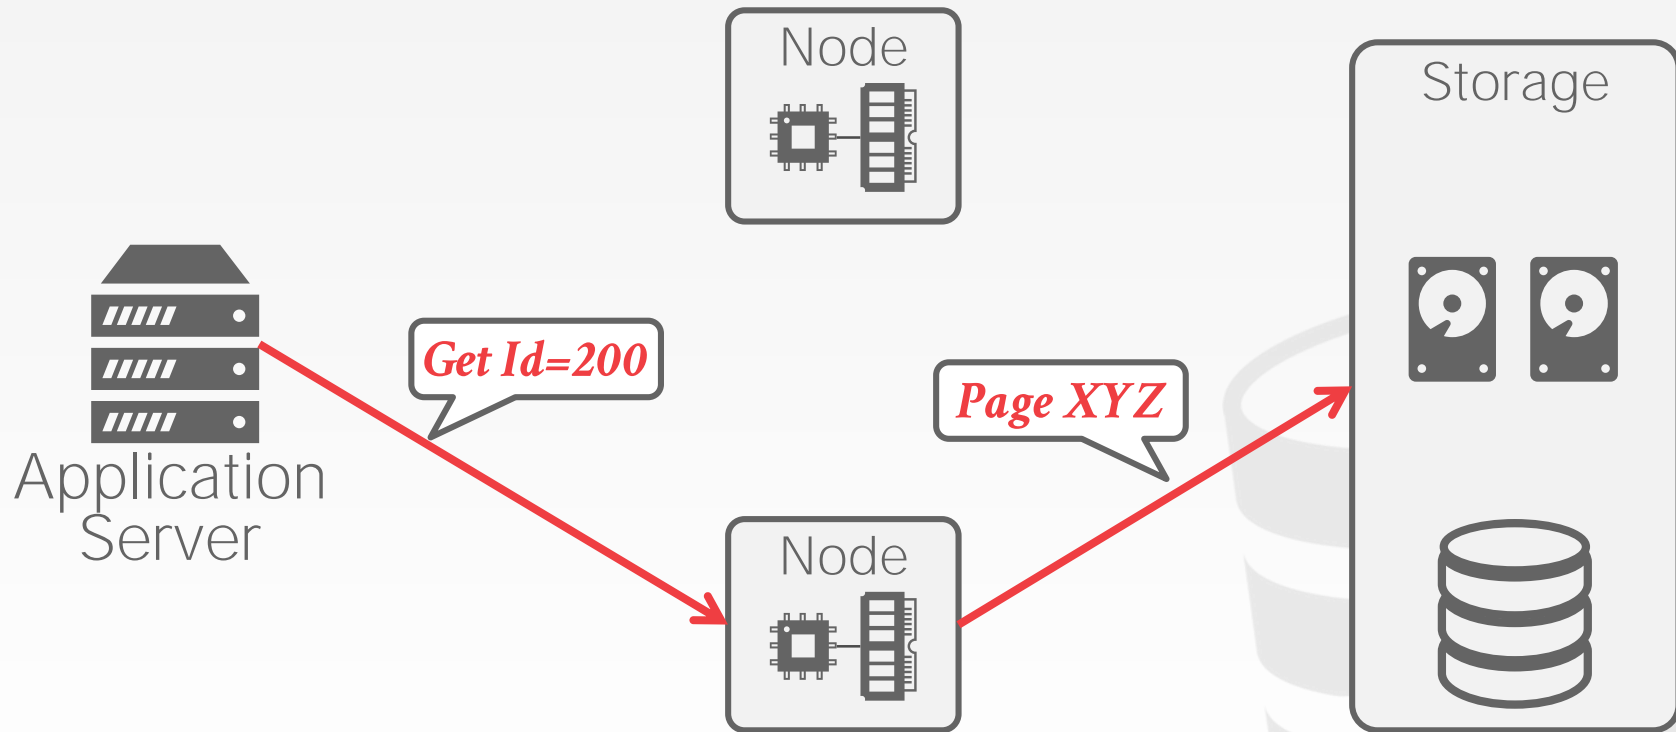 Node
Storage
Get Id=200
Page XYZ
Application
Server
Node